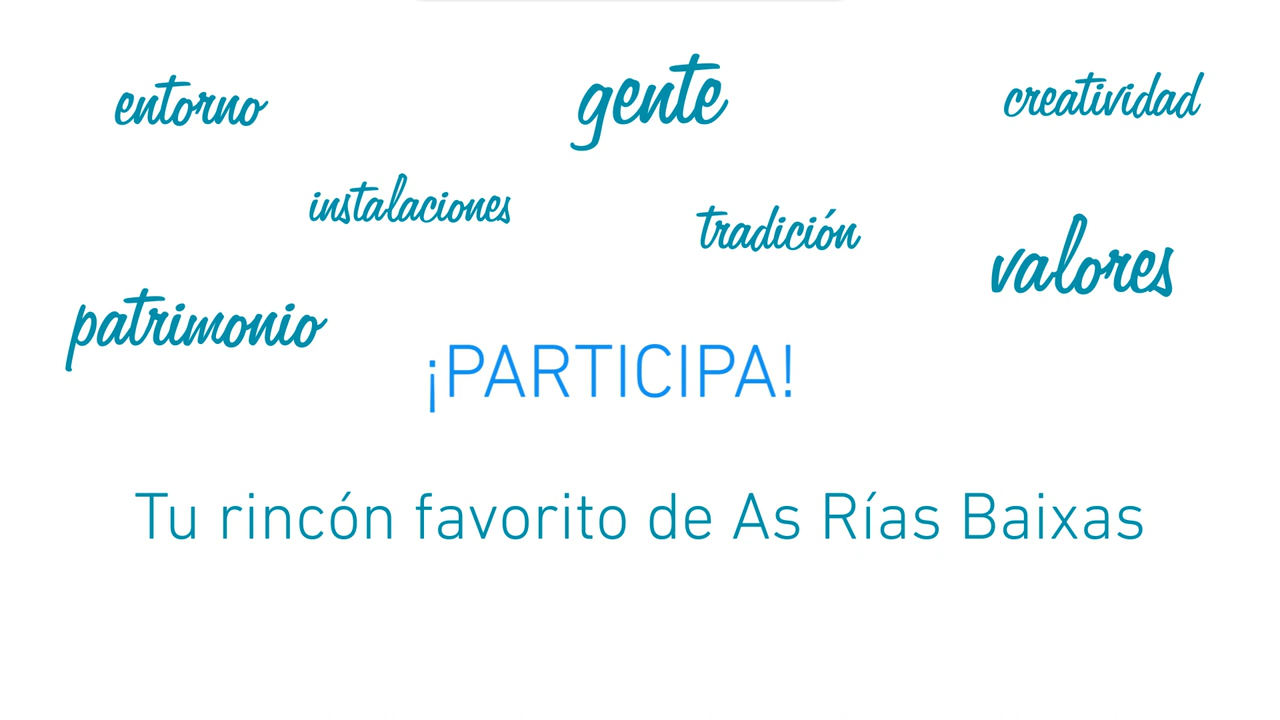 entorno
gente
creatividad
instalaciones
tradición
valores
patrimonio
¡PARTICIPA!
Tu rincón favorito de As Rías Baixas